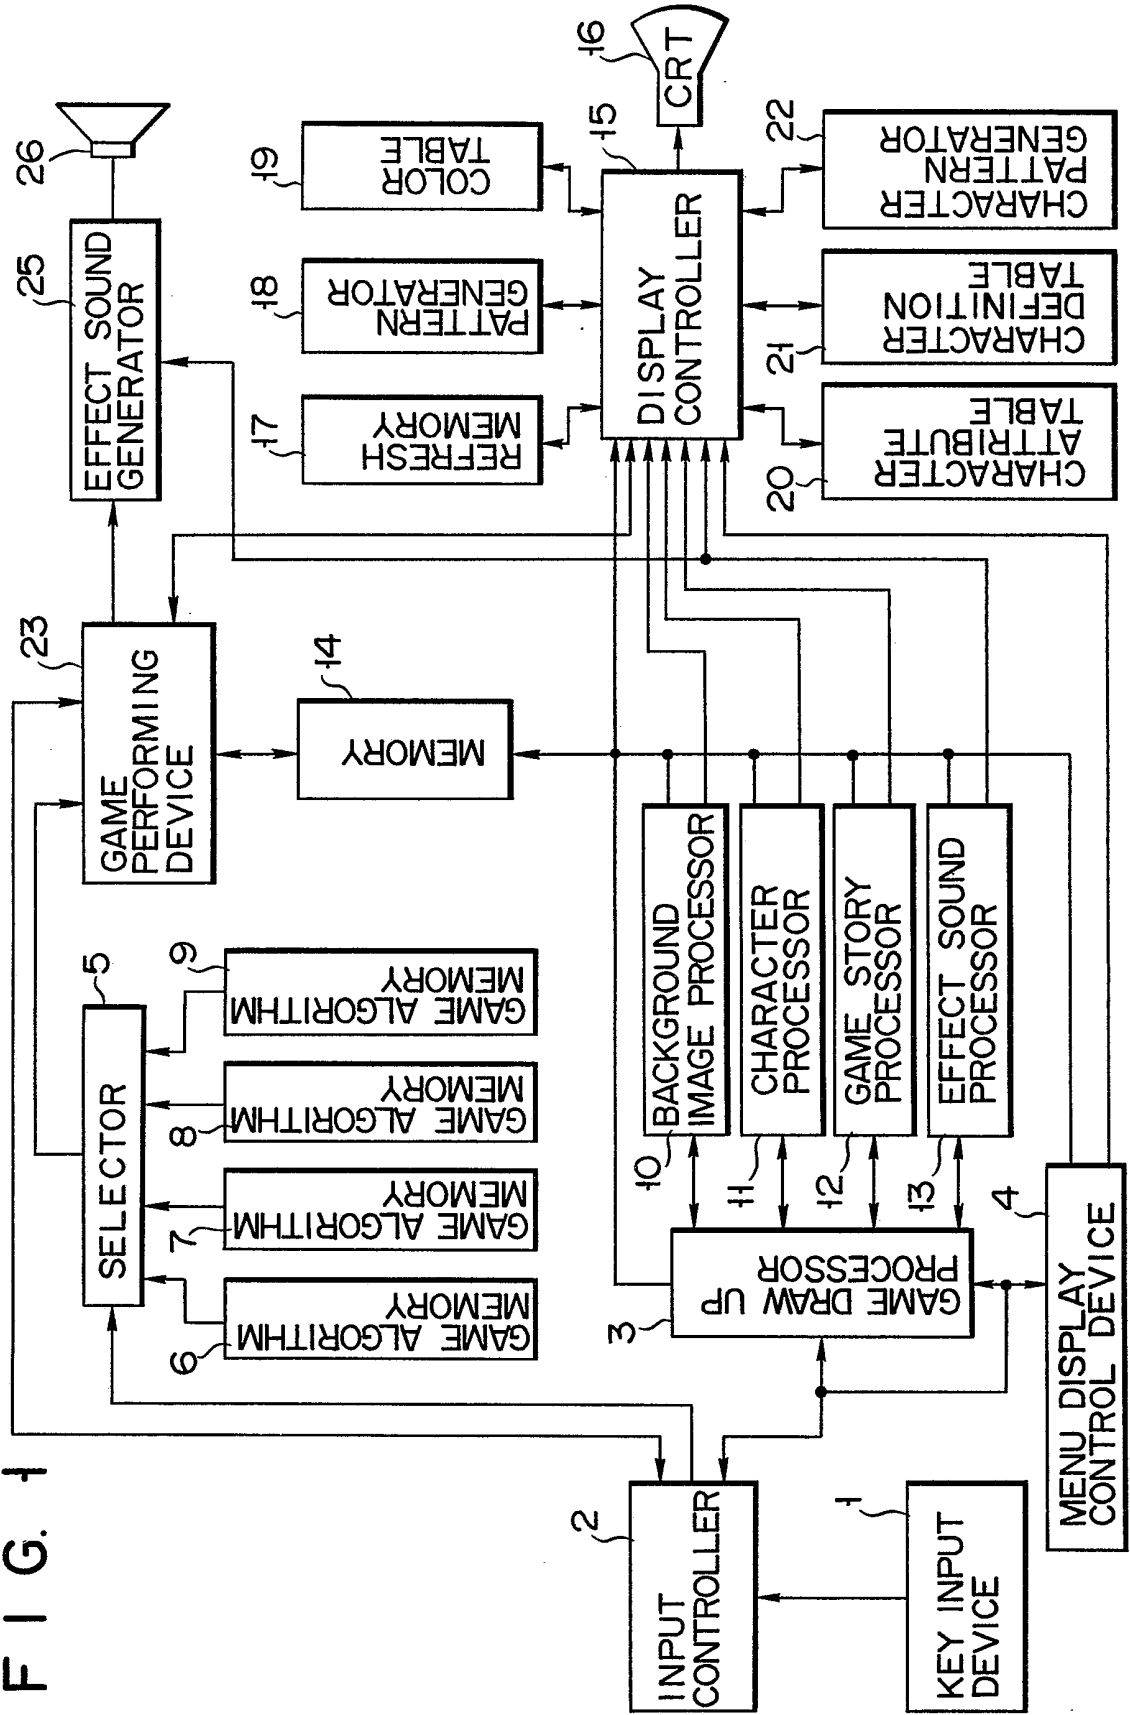 FIG. 1
26
25
EFFECT SOUND
GENERATOR
23
GAME
PERFORMING
DEVICE
5
SELECTOR
6
GAME ALGORITHM
MEMORY
7
GAME ALGORITHM
MEMORY
8
GAME ALGORITHM
MEMORY
9
GAME ALGORITHM
MEMORY
14
MEMORY
17
REFRESH
MEMORY
18
PATTERN
GENERATOR
19
COLOR
TABLE
16
CRT
15
DISPLAY
CONTROLLER
20
CHARACTER
ATTRIBUTE
TABLE
21
CHARACTER
DEFINITION
TABLE
22
CHARACTER
PATTERN
GENERATOR
2
INPUT
CONTROLLER
1
KEY INPUT
DEVICE
3
GAME DRAW UP
PROCESSOR
10
BACKGROUND
IMAGE PROCESSOR
11
CHARACTER
PROCESSOR
12
GAME STORY
PROCESSOR
13
EFFECT SOUND
PROCESSOR
4
MENU DISPLAY
CONTROL DEVICE